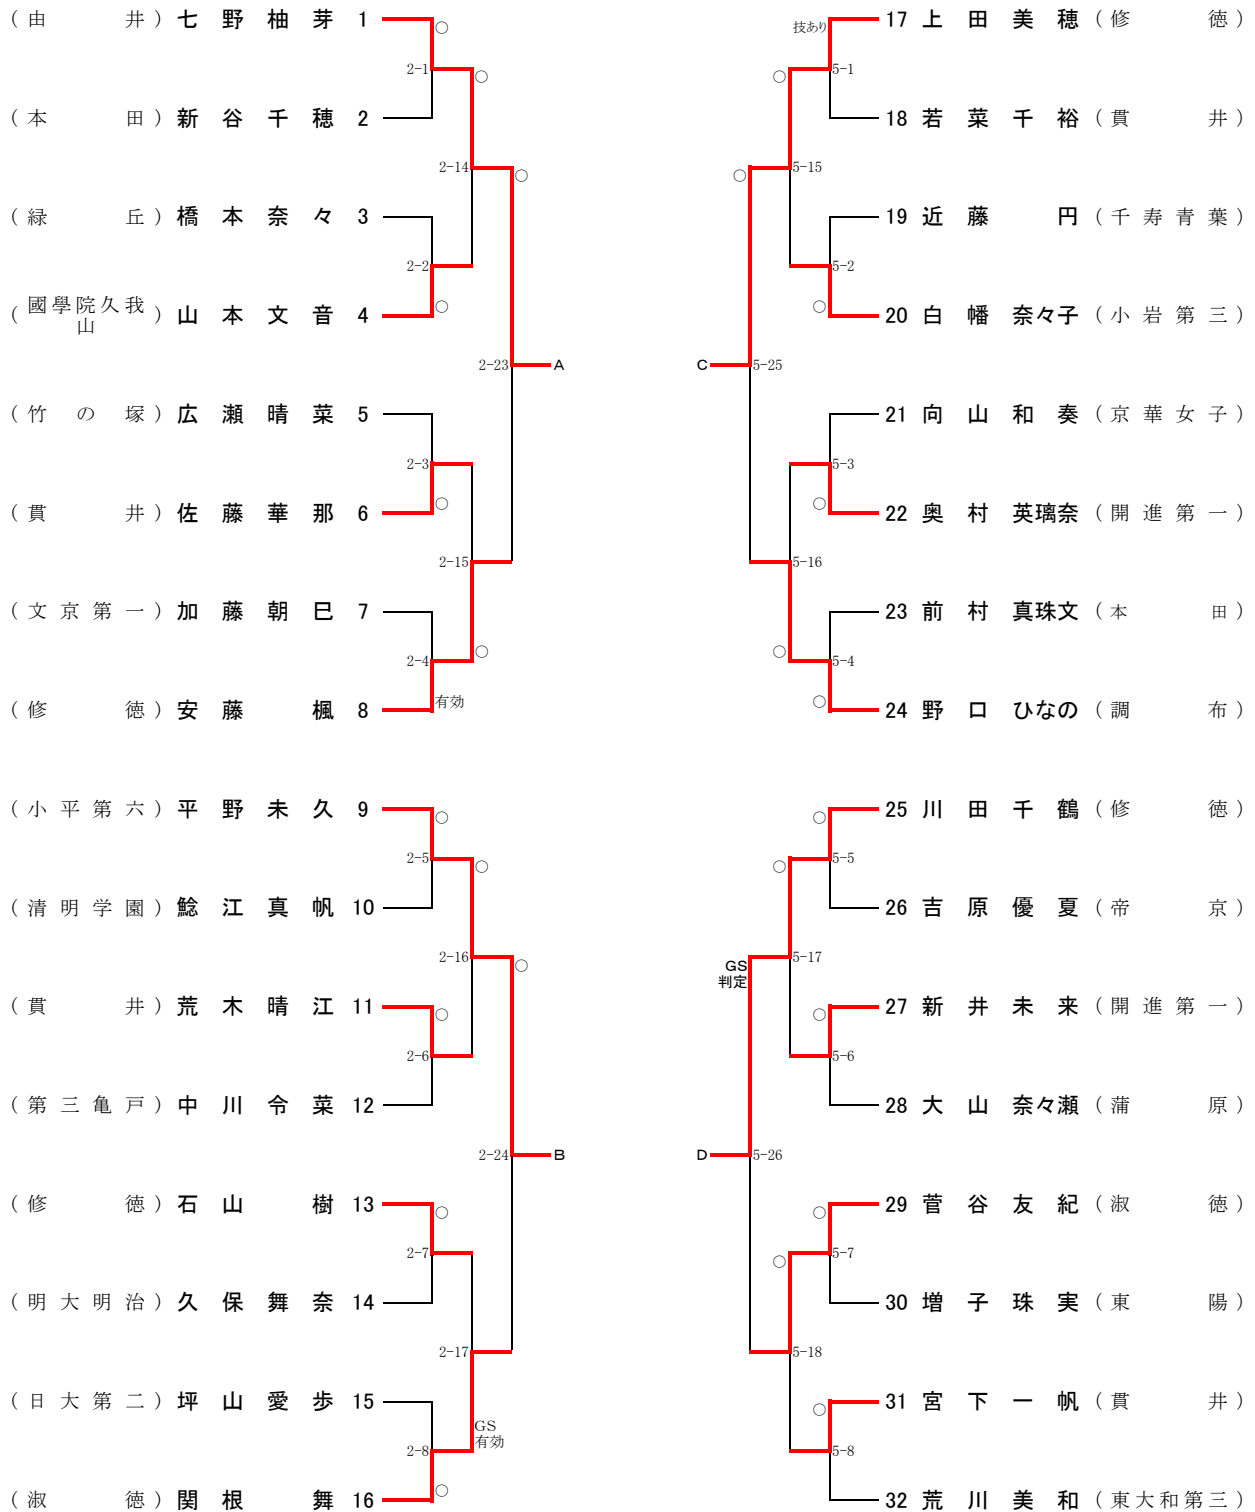 (由井) 七野柚芽 1
○
2-1
○
(本田) 新谷千穂 2
2-14
○
(緑丘) 橋本奈々 3
2-2
(國學院久我山) 山本文音 4
○
2-23
A
(竹の塚) 広瀬晴菜 5
2-3
(貫井) 佐藤華那 6
○
2-15
(文京第一) 加藤朝巳 7
2-4
○
(修徳) 安藤楓 8
有効
(小平第六) 平野未久 9
○
2-5
○
(清明学園) 鯰江真帆 10
2-16
○
(貫井) 荒木晴江 11
○
2-6
(第三亀戸) 中川令菜 12
2-24
B
(修徳) 石山樹 13
○
2-7
(明大明治) 久保舞奈 14
2-17
(日大第二) 坪山愛歩 15
GS
有効
2-8
(淑徳) 関根舞 16
○
技あり
17 上田美穂 (修徳)
○
5-1
18 若菜千裕 (貫井)
○
5-15
19 近藤円 (千寿青葉)
5-2
○
20 白幡奈々子 (小岩第三)
C
5-25
21 向山和奏 (京華女子)
5-3
○
22 奥村英璃奈 (開進第一)
5-16
23 前村真珠文 (本田)
○
5-4
○
24 野口ひなの (調布)
25 川田千鶴 (修徳)
○
○
5-5
26 吉原優夏 (帝京)
GS
判定
5-17
27 新井未来 (開進第一)
○
5-6
28 大山奈々瀬 (蒲原)
D
5-26
29 菅谷友紀 (淑徳)
○
○
5-7
30 増子珠実 (東陽)
5-18
31 宮下一帆 (貫井)
○
5-8
32 荒川美和 (東大和第三)